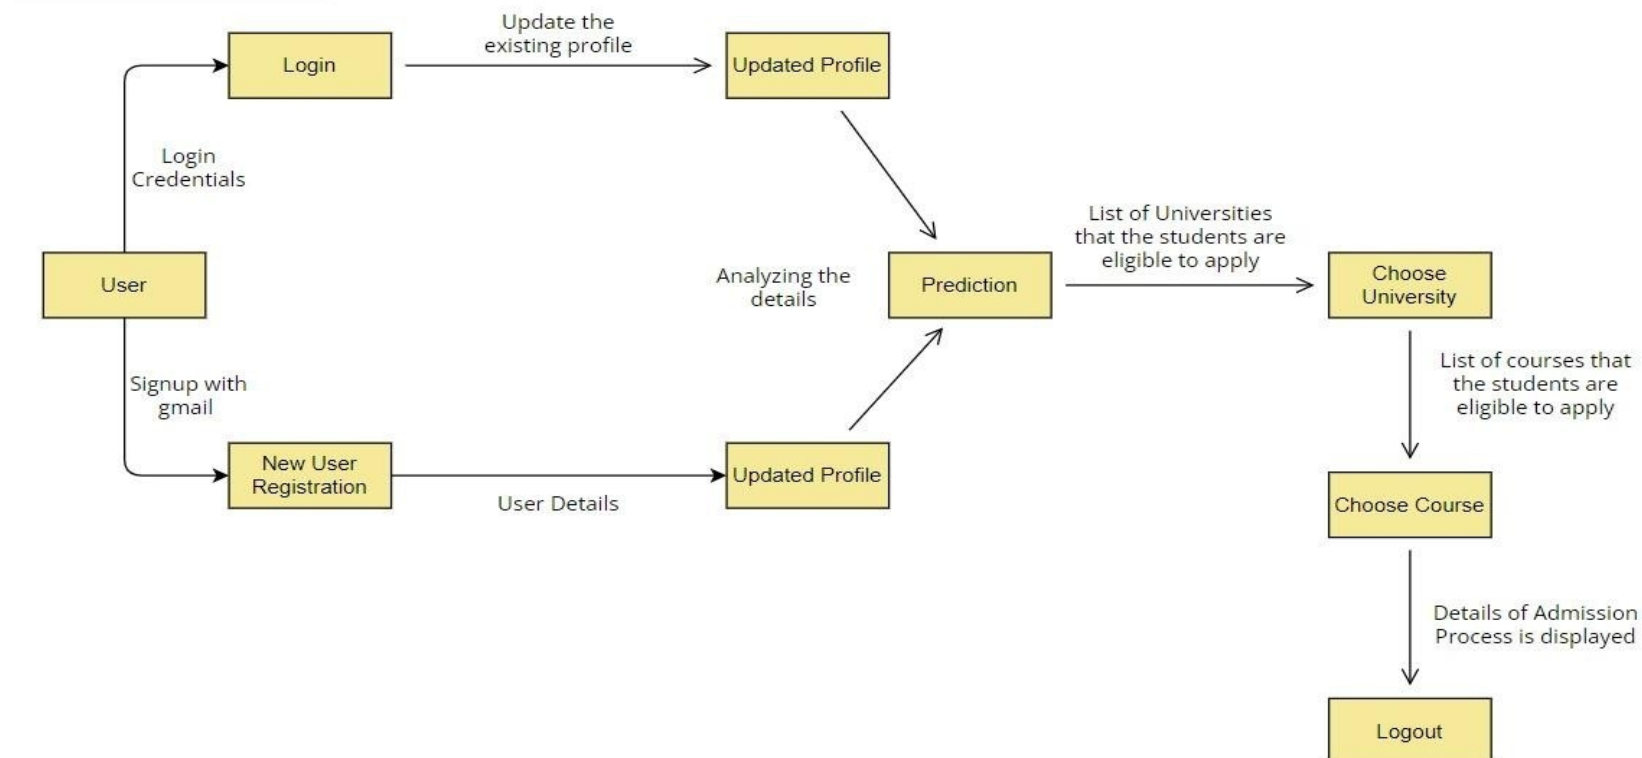 Update the
existing profile
Login
Updated Profile
Login
Credentials
List of Universities
that the students are
eligible to apply
User
Analyzing the
details
Prediction
Choose
University
Signup with
gmail
List of courses that
the students are
eligible to apply
New User
Registration
User Details
Updated Profile
Choose Course
Details of Admission
Process is displayed
Logout